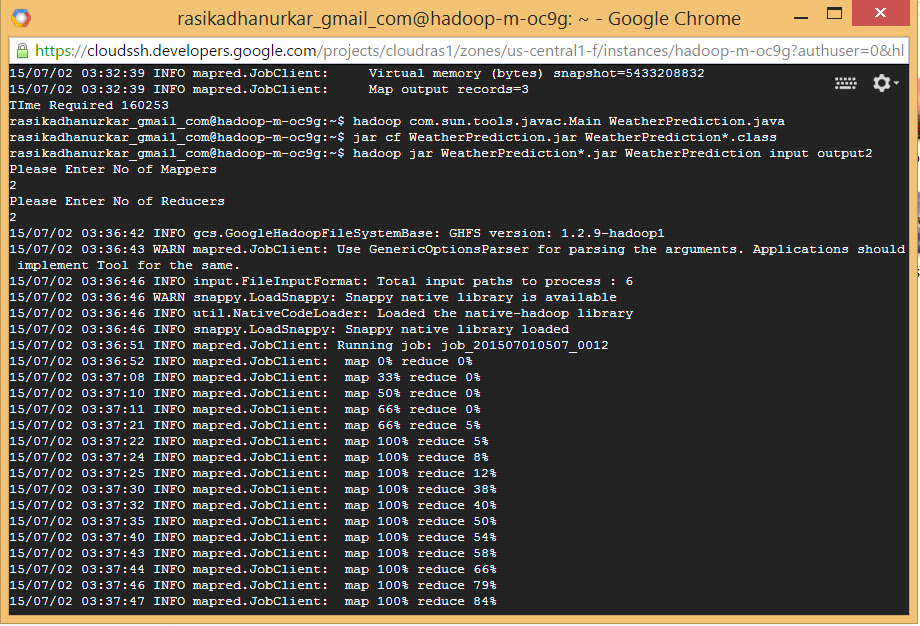 rasikadhanurkar_gmail_com@hadoop-m-oc9g: ~ - Google Chrome
https://cloudssh.developers.google.com/projects/cloudras1/zones/us-central1-f/instances/hadoop-m-oc9g?authuser=0&hl
15/07/02 03:32:39 INFO mapred.JobClient:     Virtual memory (bytes) snapshot=5433208832
15/07/02 03:32:39 INFO mapred.JobClient:     Map output records=3
TIme Required 160253
rasikadhanurkar_gmail_com@hadoop-m-oc9g:~$ hadoop com.sun.tools.javac.Main WeatherPrediction.java
rasikadhanurkar_gmail_com@hadoop-m-oc9g:~$ jar cf WeatherPrediction.jar WeatherPrediction*.class
rasikadhanurkar_gmail_com@hadoop-m-oc9g:~$ hadoop jar WeatherPrediction*.jar WeatherPrediction input output2
Please Enter No of Mappers
2
Please Enter No of Reducers
2
15/07/02 03:36:42 INFO gcs.GoogleHadoopFileSystemBase: GHFS version: 1.2.9-hadoop1
15/07/02 03:36:43 WARN mapred.JobClient: Use GenericOptionsParser for parsing the arguments. Applications should
 implement Tool for the same.
15/07/02 03:36:46 INFO input.FileInputFormat: Total input paths to process : 6
15/07/02 03:36:46 WARN snappy.LoadSnappy: Snappy native library is available
15/07/02 03:36:46 INFO util.NativeCodeLoader: Loaded the native-hadoop library
15/07/02 03:36:46 INFO snappy.LoadSnappy: Snappy native library loaded
15/07/02 03:36:51 INFO mapred.JobClient: Running job: job_201507010507_0012
15/07/02 03:36:52 INFO mapred.JobClient:  map 0% reduce 0%
15/07/02 03:37:08 INFO mapred.JobClient:  map 33% reduce 0%
15/07/02 03:37:10 INFO mapred.JobClient:  map 50% reduce 0%
15/07/02 03:37:11 INFO mapred.JobClient:  map 66% reduce 0%
15/07/02 03:37:21 INFO mapred.JobClient:  map 66% reduce 5%
15/07/02 03:37:22 INFO mapred.JobClient:  map 100% reduce 5%
15/07/02 03:37:24 INFO mapred.JobClient:  map 100% reduce 8%
15/07/02 03:37:25 INFO mapred.JobClient:  map 100% reduce 12%
15/07/02 03:37:30 INFO mapred.JobClient:  map 100% reduce 38%
15/07/02 03:37:32 INFO mapred.JobClient:  map 100% reduce 40%
15/07/02 03:37:35 INFO mapred.JobClient:  map 100% reduce 50%
15/07/02 03:37:40 INFO mapred.JobClient:  map 100% reduce 54%
15/07/02 03:37:43 INFO mapred.JobClient:  map 100% reduce 58%
15/07/02 03:37:44 INFO mapred.JobClient:  map 100% reduce 66%
15/07/02 03:37:46 INFO mapred.JobClient:  map 100% reduce 79%
15/07/02 03:37:47 INFO mapred.JobClient:  map 100% reduce 84%